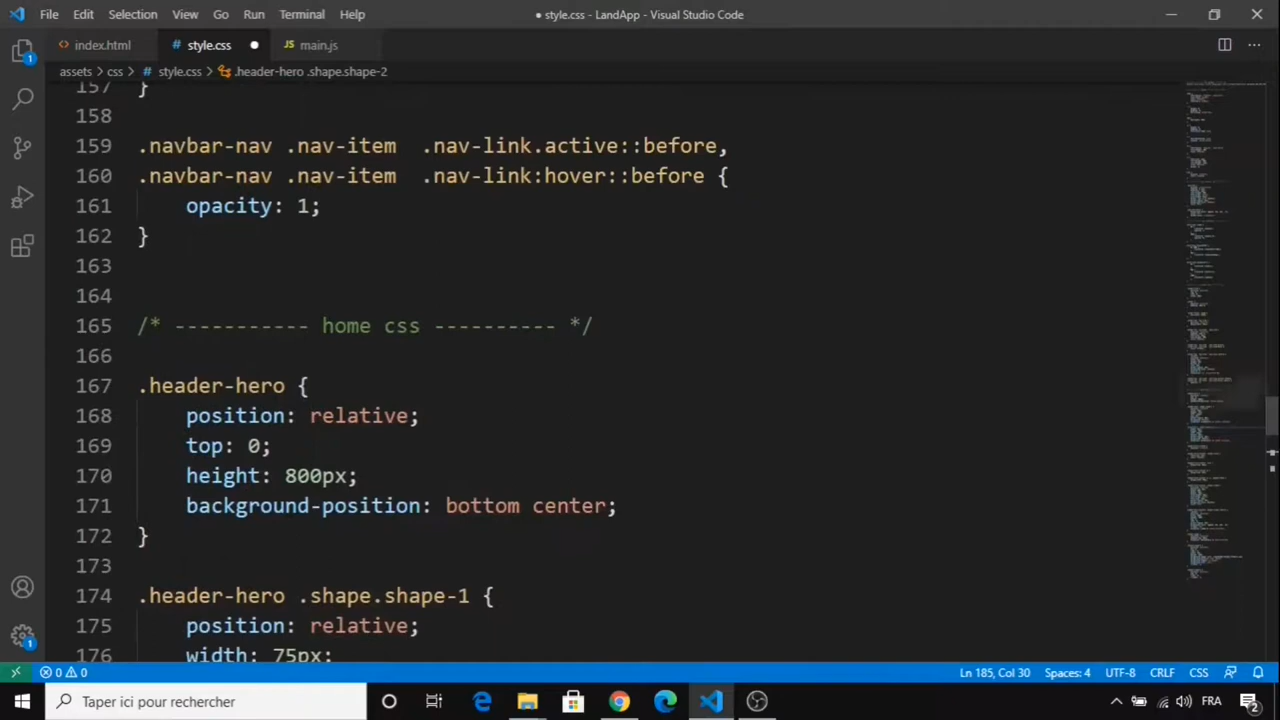 File Edit Selection View Go Run Terminal Help ● style.css - LandApp - Visual Studio Code
index.html # style.css ● JS main.js
assets > css > # style.css > .header-hero .shape.shape-2
157 }
158
159 .navbar-nav .nav-item  .nav-link.active::before,
160 .navbar-nav .nav-item  .nav-link:hover::before {
161     opacity: 1;
162 }
163
164
165 /* ----------- home css ---------- */
166
167 .header-hero {
168     position: relative;
169     top: 0;
170     height: 800px;
171     background-position: bottom center;
172 }
173
174 .header-hero .shape.shape-1 {
175     position: relative;
176     width: 75px;
0 0 Ln 185, Col 30 Spaces: 4 UTF-8 CRLF CSS
Taper ici pour rechercher FRA 2